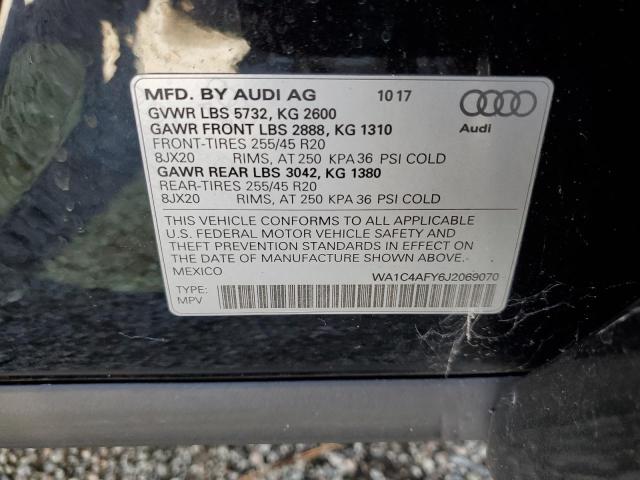 MFD. BY AUDI AG 10 17
GVWR LBS 5732, KG 2600
GAWR FRONT LBS 2888, KG 1310
FRONT-TIRES 255/45 R20
8JX20 RIMS, AT 250 KPA 36 PSI COLD
GAWR REAR LBS 3042, KG 1380
REAR-TIRES 255/45 R20
8JX20 RIMS, AT 250 KPA 36 PSI COLD
Audi
THIS VEHICLE CONFORMS TO ALL APPLICABLE
U.S. FEDERAL MOTOR VEHICLE SAFETY AND
THEFT PREVENTION STANDARDS IN EFFECT ON
THE DATE OF MANUFACTURE SHOWN ABOVE.
MEXICO WA1C4AFY6J2069070
TYPE:
MPV